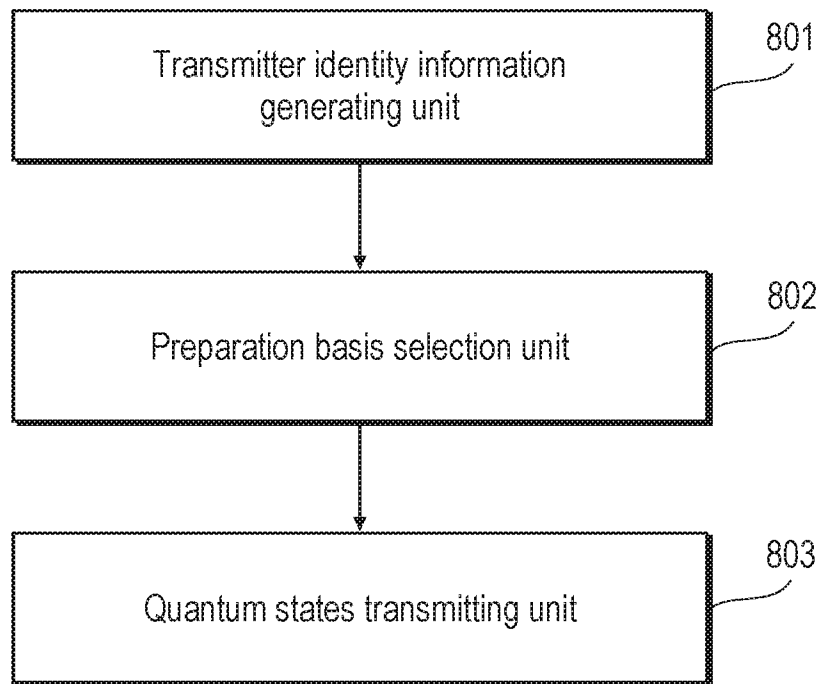 801
Transmitter identity information
generating unit
802
Preparation basis selection unit
803
Quantum states transmitting unit